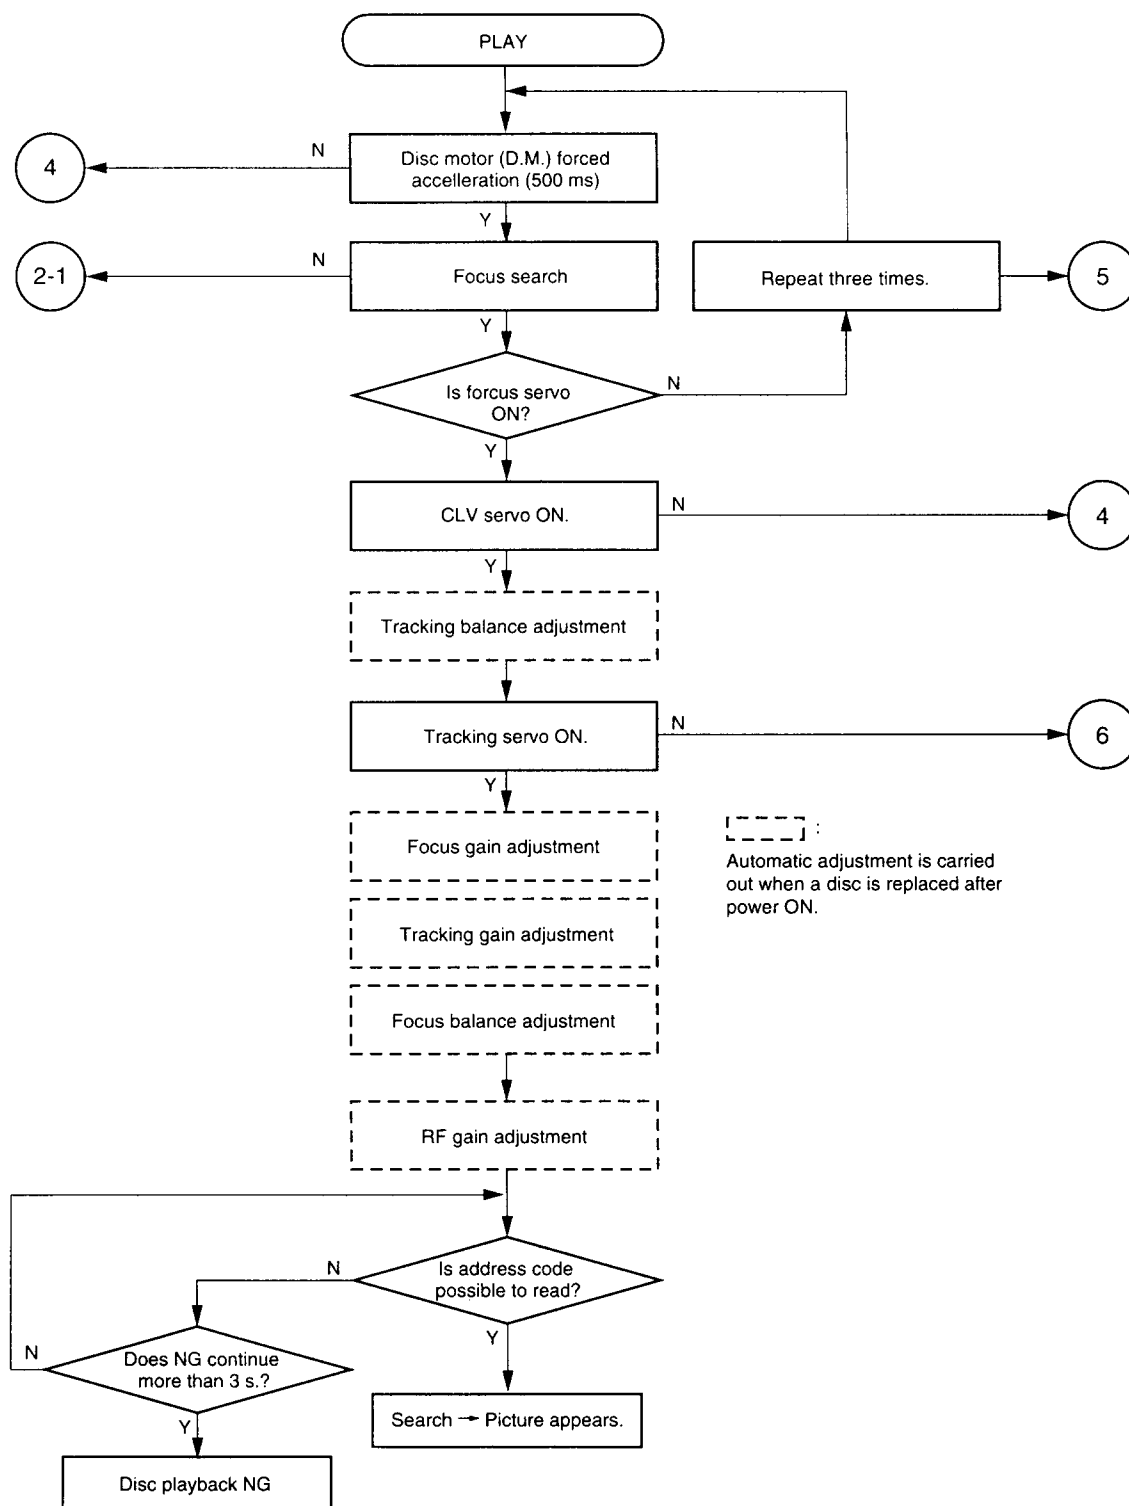 PLAY
N
4
Disc motor (D.M.) forced
accelleration (500 ms)
Y
N
2-1
Focus search
Repeat three times.
5
Y
Is forcus servo
ON?
N
Y
CLV servo ON.
N
4
Y
Tracking balance adjustment
Tracking servo ON.
N
6
Y
Focus gain adjustment
:
Automatic adjustment is carried
out when a disc is replaced after
power ON.
Tracking gain adjustment
Focus balance adjustment
RF gain adjustment
Is address code
possible to read?
N
Y
Does NG continue
more than 3 s.?
N
Y
Search → Picture appears.
Disc playback NG